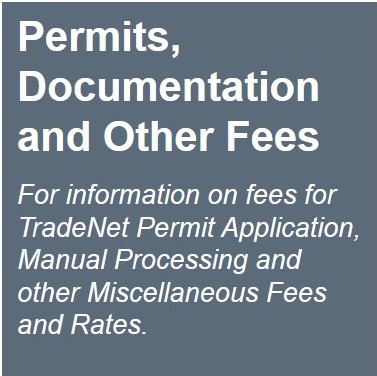 Permits,
Documentation
and Other Fees
For information on fees for
TradeNet Permit Application,
Manual Processing and
other Miscellaneous Fees
and Rates.